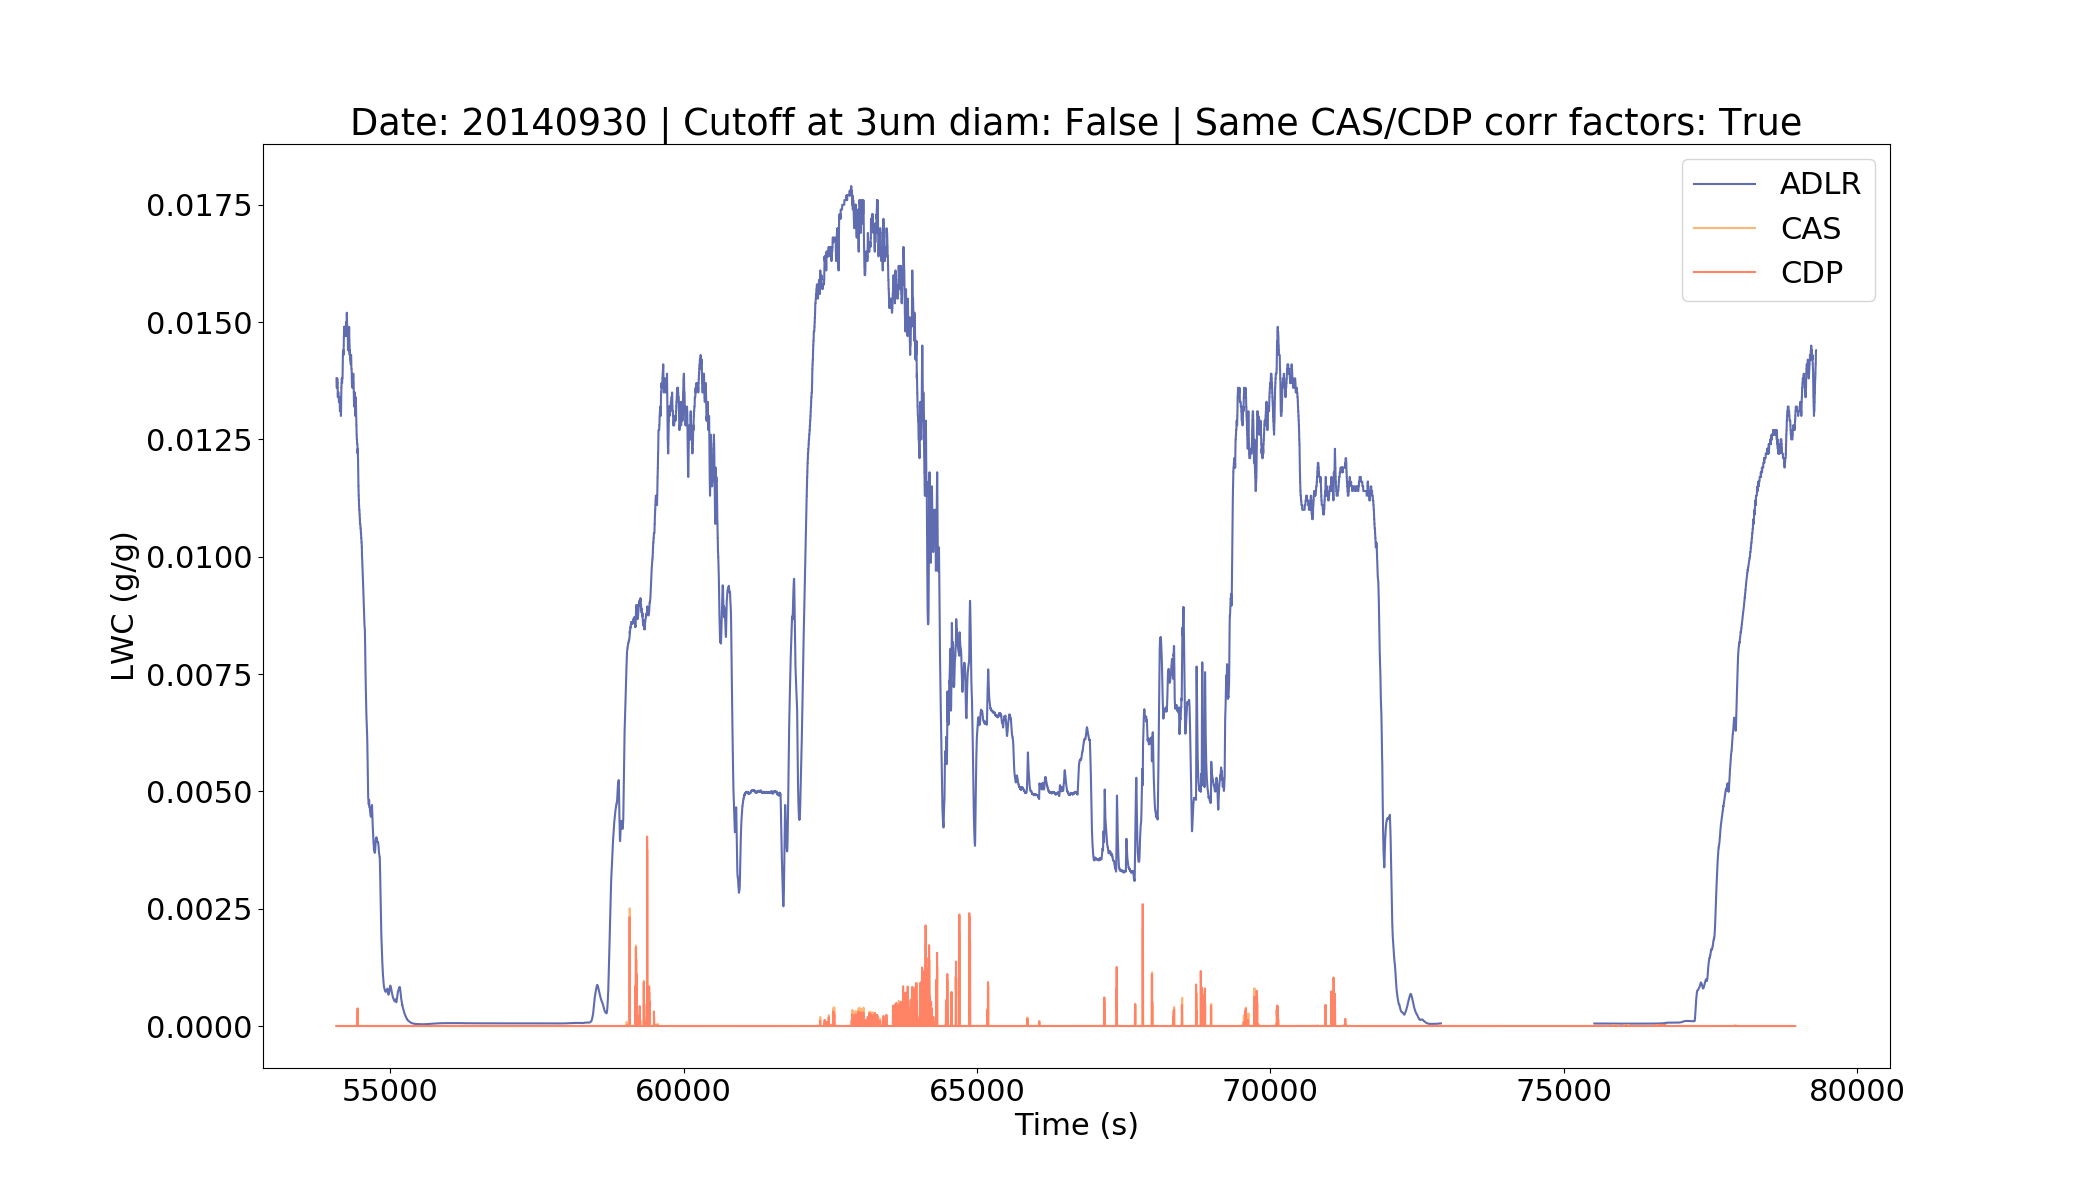 Date: 20140930 | Cutoff at 3um diam: False | Same CAS/CDP corr factors: True
ADLR
CAS
CDP
0.0175
0.0150
0.0125
0.0100
0.0075
0.0050
0.0025
0.0000
LWC (g/g)
55000 60000 65000 70000 75000 80000
Time (s)